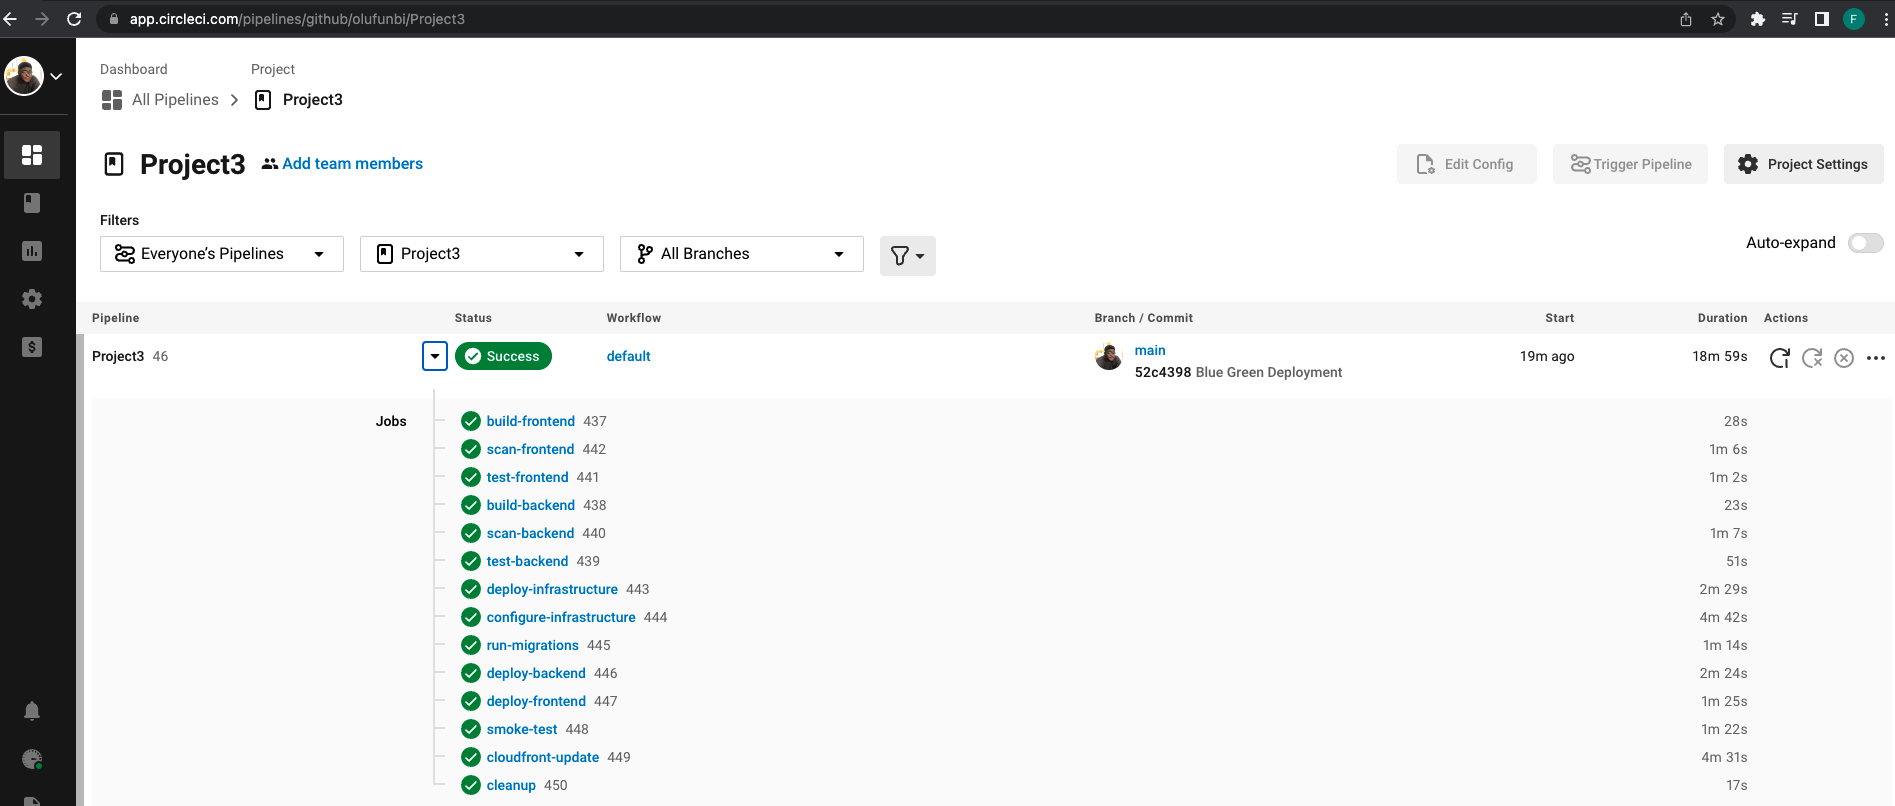 app.circleci.com/pipelines/github/olufunbi/Project3
F
Dashboard Project
All Pipelines Project3
Project3 Add team members
Edit Config Trigger Pipeline Project Settings
Filters
Everyone's Pipelines Project3 All Branches
Auto-expand
Pipeline Status Workflow Branch / Commit Start Duration Actions
Project3 46 Success default main 19m ago 18m 59s
52c4398 Blue Green Deployment
Jobs build-frontend 437 28s
scan-frontend 442 1m 6s
test-frontend 441 1m 2s
build-backend 438 23s
scan-backend 440 1m 7s
test-backend 439 51s
deploy-infrastructure 443 2m 29s
configure-infrastructure 444 4m 42s
run-migrations 445 1m 14s
deploy-backend 446 2m 24s
deploy-frontend 447 1m 25s
smoke-test 448 1m 22s
cloudfront-update 449 4m 31s
cleanup 450 17s